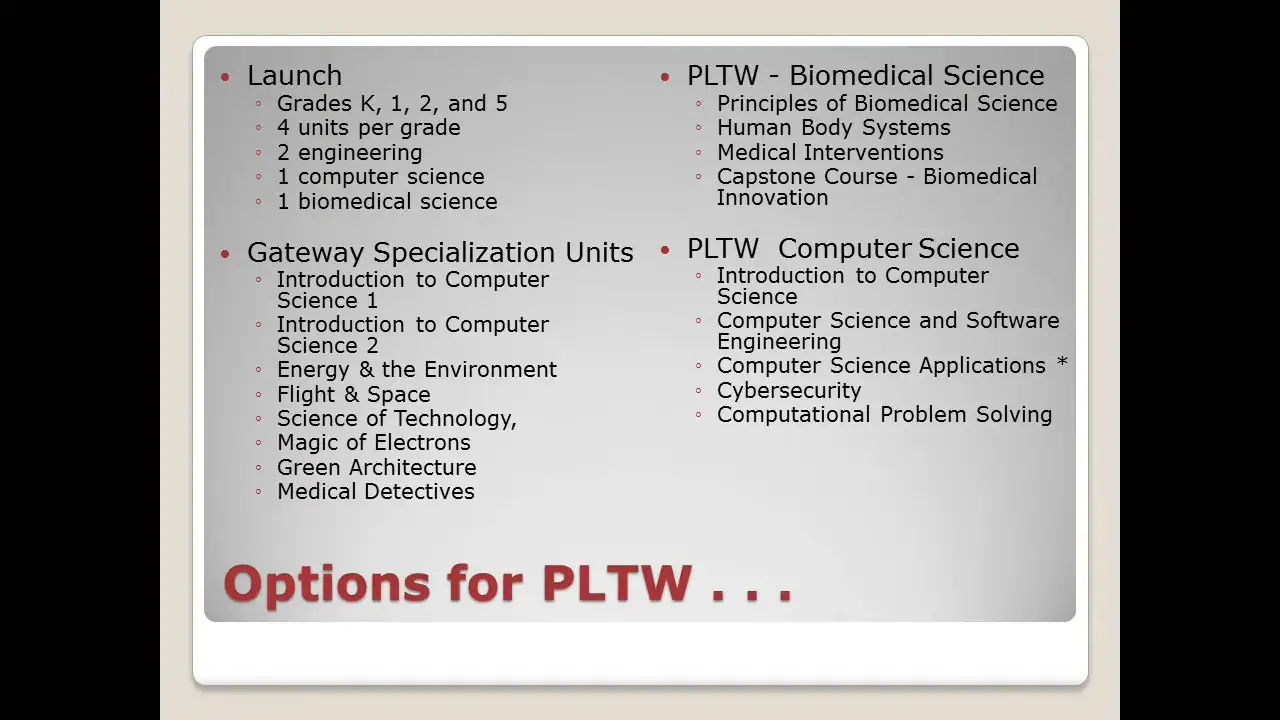 • Launch
◦ Grades K, 1, 2, and 5
◦ 4 units per grade
◦ 2 engineering
◦ 1 computer science
◦ 1 biomedical science
• Gateway Specialization Units
◦ Introduction to Computer
Science 1
◦ Introduction to Computer
Science 2
◦ Energy & the Environment
◦ Flight & Space
◦ Science of Technology,
◦ Magic of Electrons
◦ Green Architecture
◦ Medical Detectives
• PLTW - Biomedical Science
◦ Principles of Biomedical Science
◦ Human Body Systems
◦ Medical Interventions
◦ Capstone Course - Biomedical
Innovation
• PLTW Computer Science
◦ Introduction to Computer
Science
◦ Computer Science and Software
Engineering
◦ Computer Science Applications *
◦ Cybersecurity
◦ Computational Problem Solving
Options for PLTW . . .